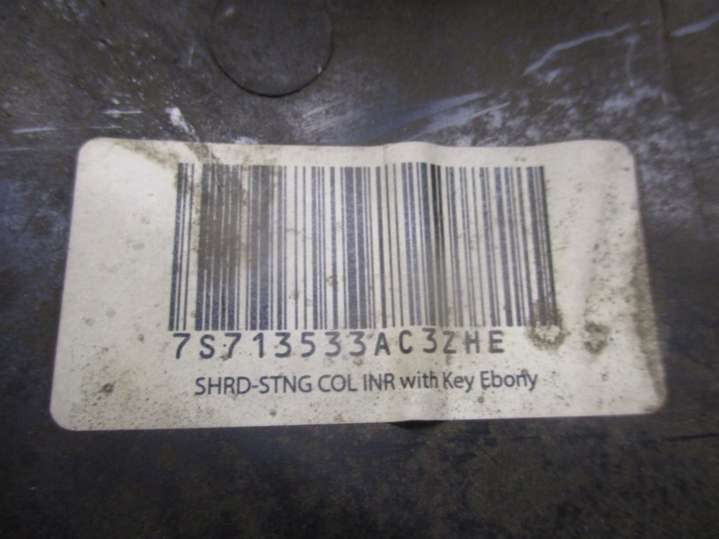 7S713533AC3ZHE
SHRD-STNG COL INR with Key Ebony